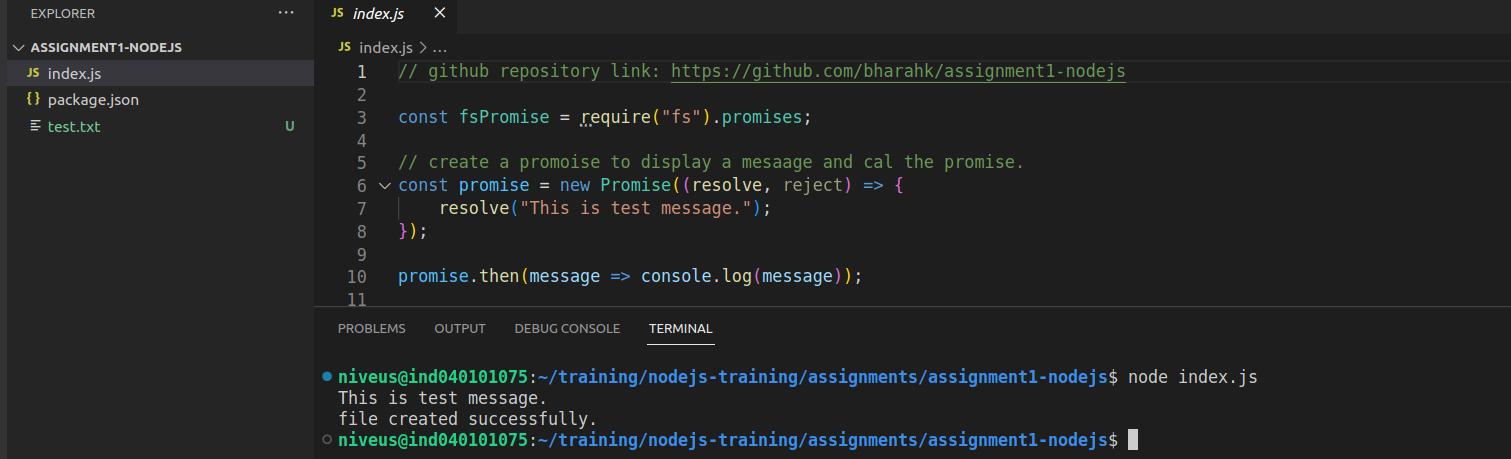 EXPLORER ...
ASSIGNMENT1-NODEJS
JS index.js
{} package.json
test.txt U
JS index.js ×
JS index.js > ...
1 // github repository link: https://github.com/bharahk/assignment1-nodejs
2
3 const fsPromise = require("fs").promises;
4
5 // create a promoise to display a mesaage and cal the promise.
6 const promise = new Promise((resolve, reject) => {
7 resolve("This is test message.");
8 });
9
10 promise.then(message => console.log(message));
11
PROBLEMS OUTPUT DEBUG CONSOLE TERMINAL
niveus@ind040101075:~/training/nodejs-training/assignments/assignment1-nodejs$ node index.js
This is test message.
file created successfully.
niveus@ind040101075:~/training/nodejs-training/assignments/assignment1-nodejs$